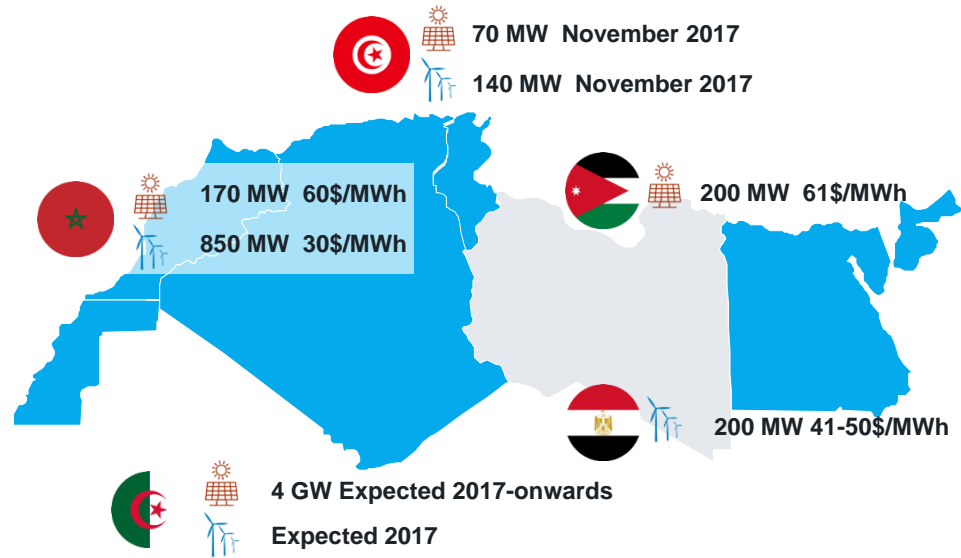 70 MW  November 2017
140 MW  November 2017
170 MW  60$/MWh
850 MW  30$/MWh
200 MW  61$/MWh
200 MW 41-50$/MWh
4 GW Expected 2017-onwards
Expected 2017